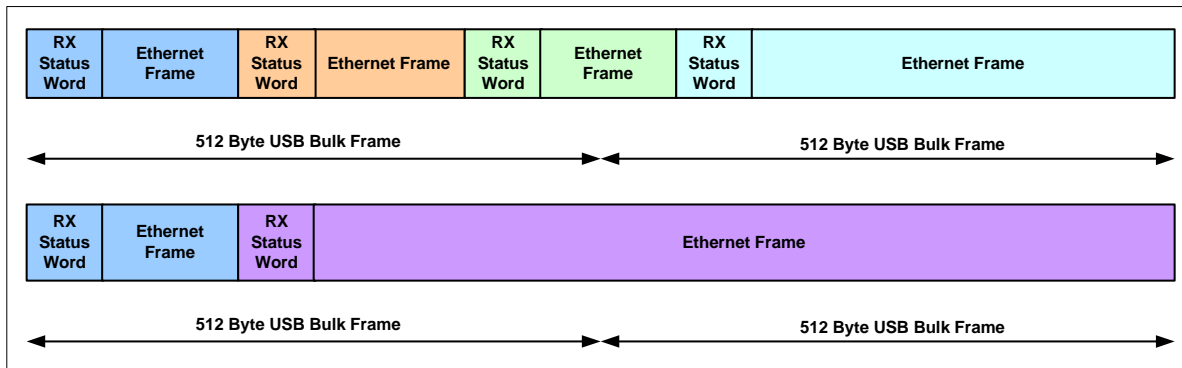 RX
Status
Word
Ethernet
Frame
RX
Status
Word
Ethernet Frame
RX
Status
Word
Ethernet
Frame
RX
Status
Word
Ethernet Frame
512 Byte USB Bulk Frame
512 Byte USB Bulk Frame
RX
Status
Word
Ethernet
Frame
RX
Status
Word
Ethernet Frame
512 Byte USB Bulk Frame
512 Byte USB Bulk Frame